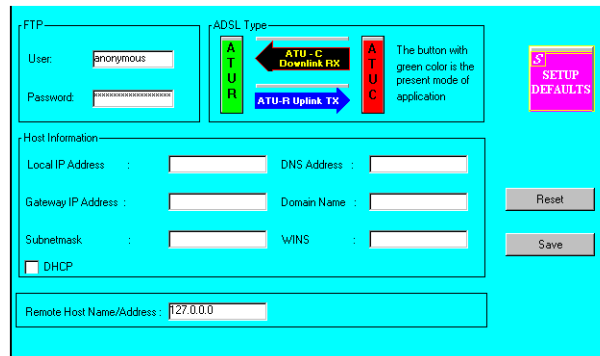 FTP
User: anonymous
Password: ******************
ADSL Type
ATUR
ATU - C
Downlink RX
ATU-R Uplink TX
ATUC
The button with
green color is the
present mode of
application
S
SETUP
DEFAULTS
Host Information
Local IP Address :
DNS Address :
Gateway IP Address :
Domain Name :
Subnetmask :
WINS :
DHCP
Reset
Save
Remote Host Name/Address : 127.0.0.0